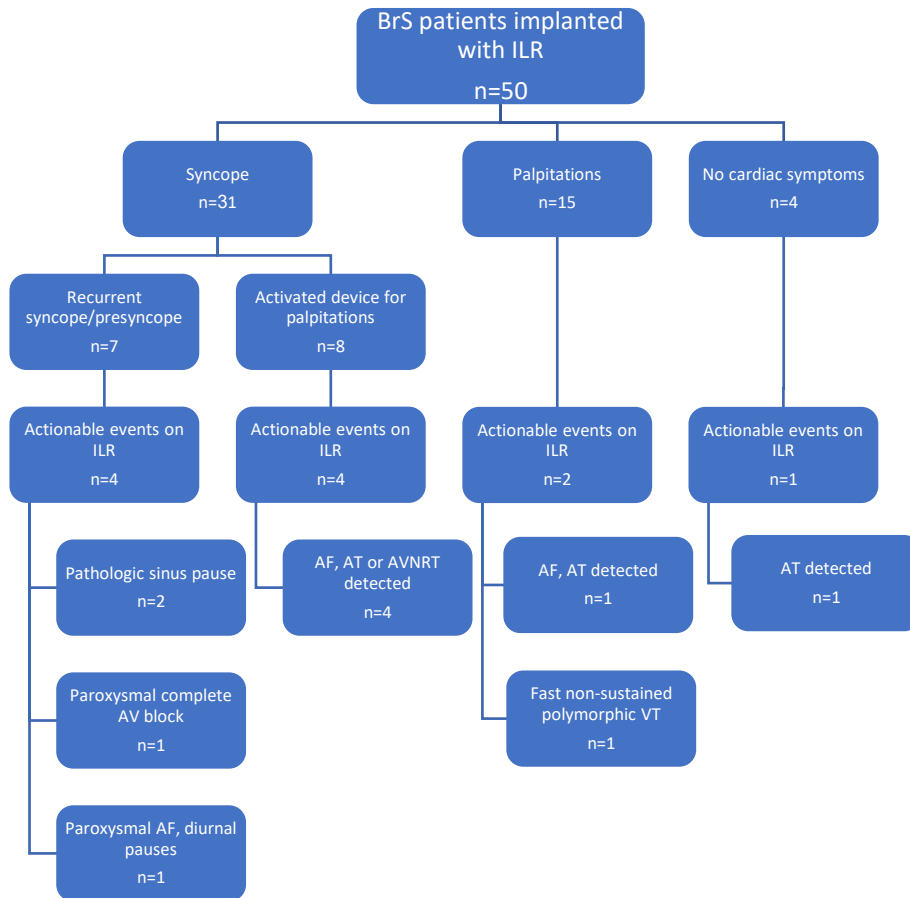 BrS patients implanted
with ILR
n=50
Syncope
n=31
Palpitations
n=15
No cardiac symptoms
n=4
Recurrent
syncope/presyncope
n=7
Activated device for
palpitations
n=8
Actionable events on
ILR
n=4
Actionable events on
ILR
n=4
Actionable events on
ILR
n=2
Actionable events on
ILR
n=1
Pathologic sinus pause
n=2
AF, AT or AVNRT
detected
n=4
AF, AT detected
n=1
AT detected
n=1
Paroxysmal complete
AV block
n=1
Fast non-sustained
polymorphic VT
n=1
Paroxysmal AF, diurnal
pauses
n=1